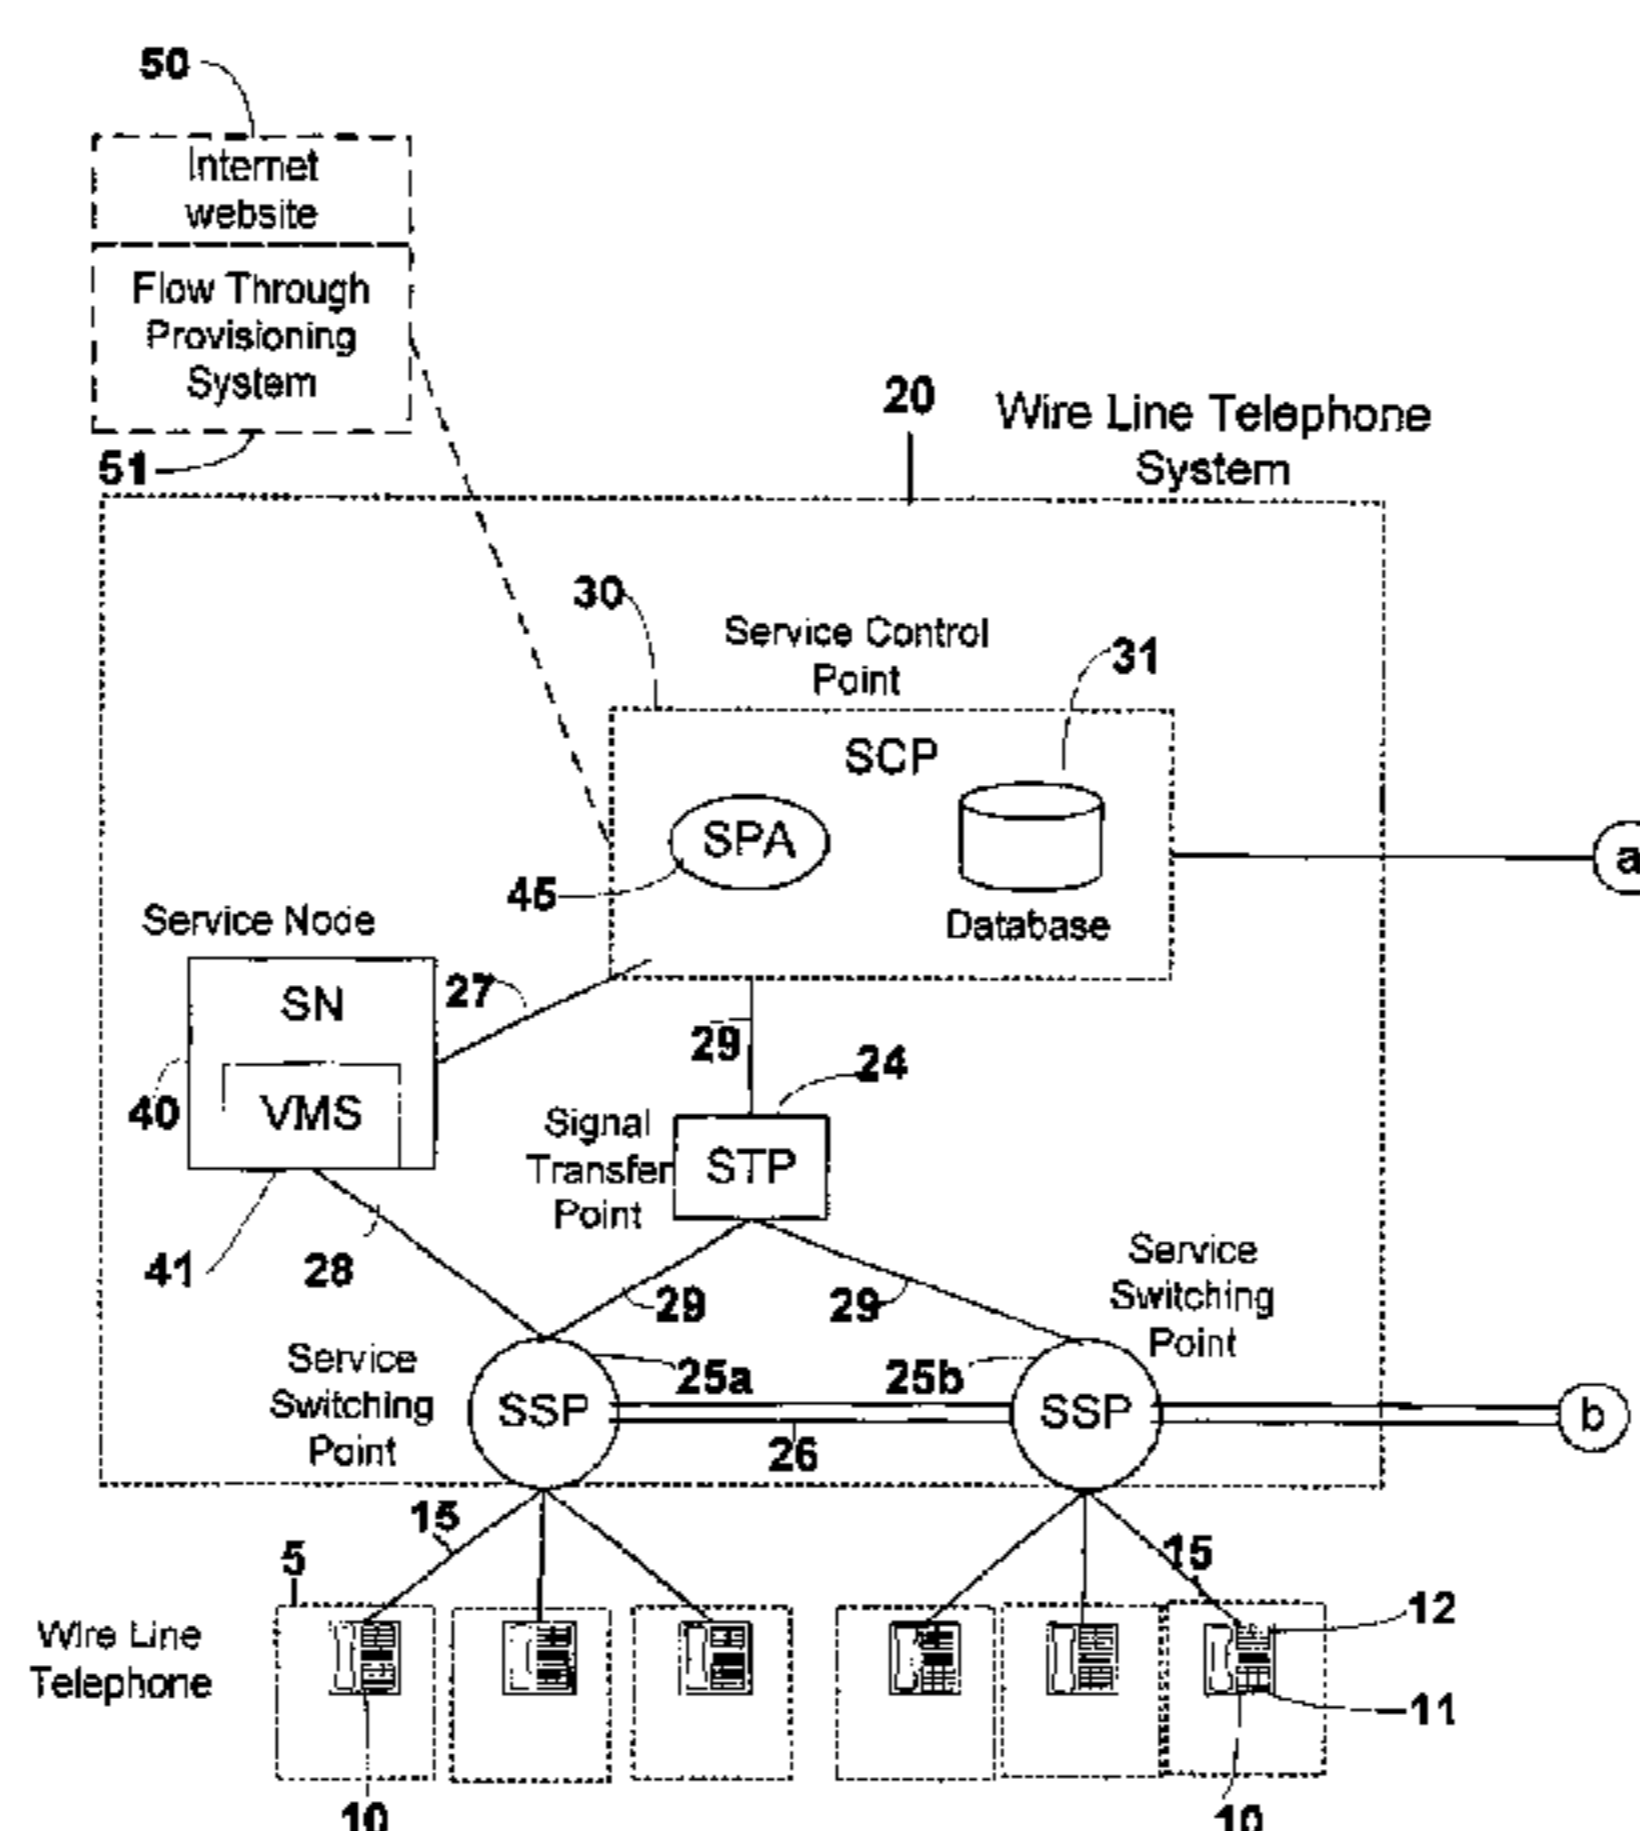 50
Internet
website
Flow Through
Provisioning
System
51
20
Wire Line Telephone
System
30
Service Control
Point
31
SCP
SPA
45
Database
a
Service Node
SN
27
40
VMS
29
24
Signal
Transfer
Point
STP
41
28
29
29
Service
Switching
Point
25a
25b
Service
Switching
Point
SSP
SSP
26
b
15
15
5
Wire Line
Telephone
12
11
10
10